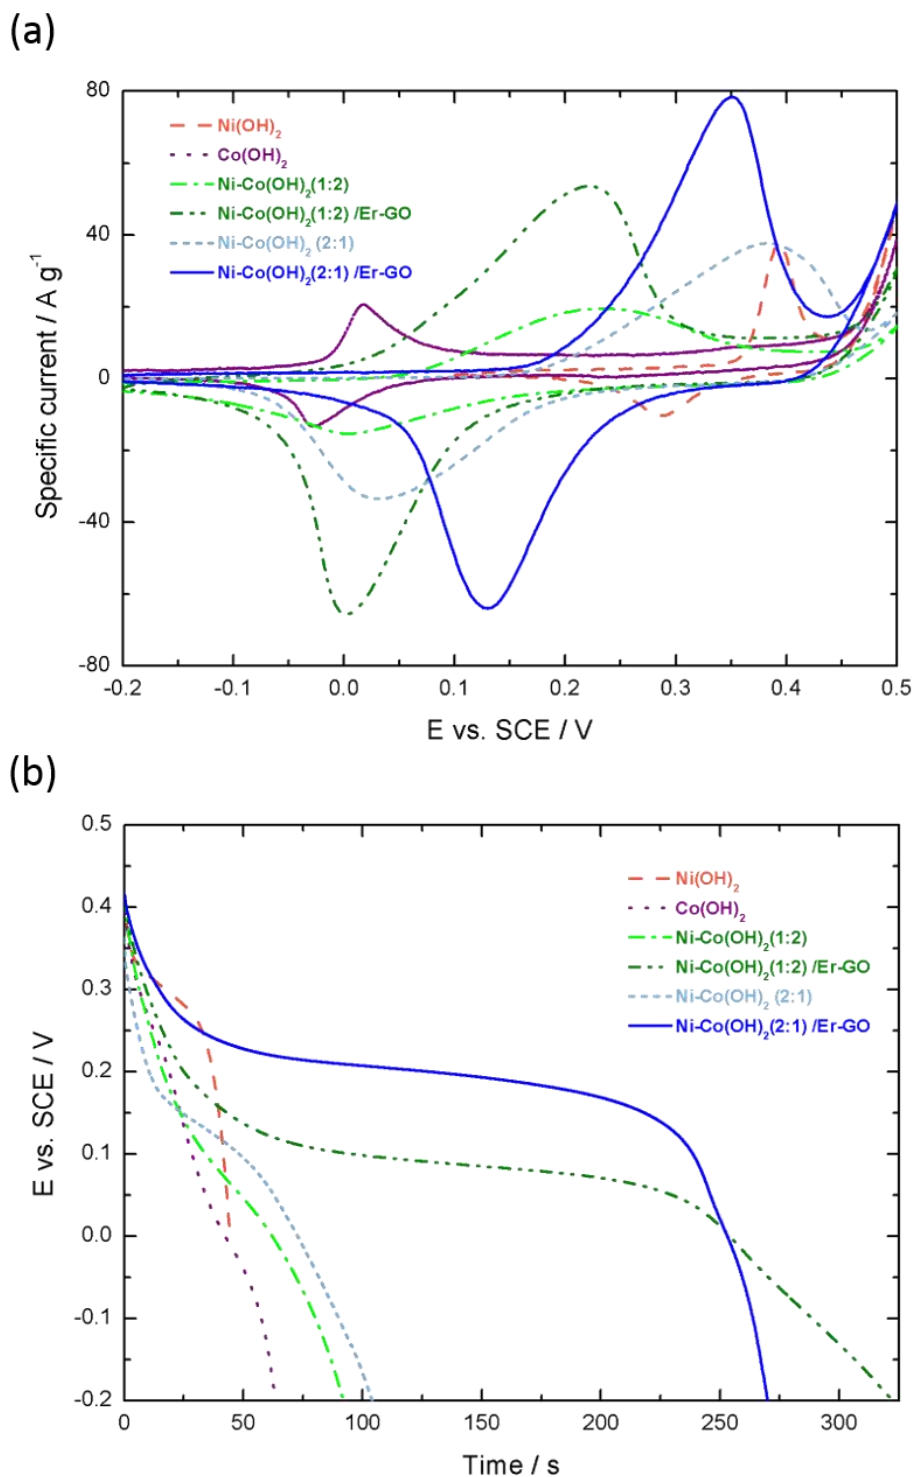 (a)
80
40
0
-40
-80
Specific current / A g⁻¹
Ni(OH)₂
Co(OH)₂
Ni-Co(OH)₂(1:2)
Ni-Co(OH)₂(1:2) /Er-GO
Ni-Co(OH)₂ (2:1)
Ni-Co(OH)₂(2:1) /Er-GO
-0.2 -0.1 0.0 0.1 0.2 0.3 0.4 0.5
E vs. SCE / V
(b)
0.5
0.4
0.3
0.2
0.1
0.0
-0.1
-0.2
E vs. SCE / V
Ni(OH)₂
Co(OH)₂
Ni-Co(OH)₂(1:2)
Ni-Co(OH)₂(1:2) /Er-GO
Ni-Co(OH)₂ (2:1)
Ni-Co(OH)₂(2:1) /Er-GO
0 50 100 150 200 250 300
Time / s